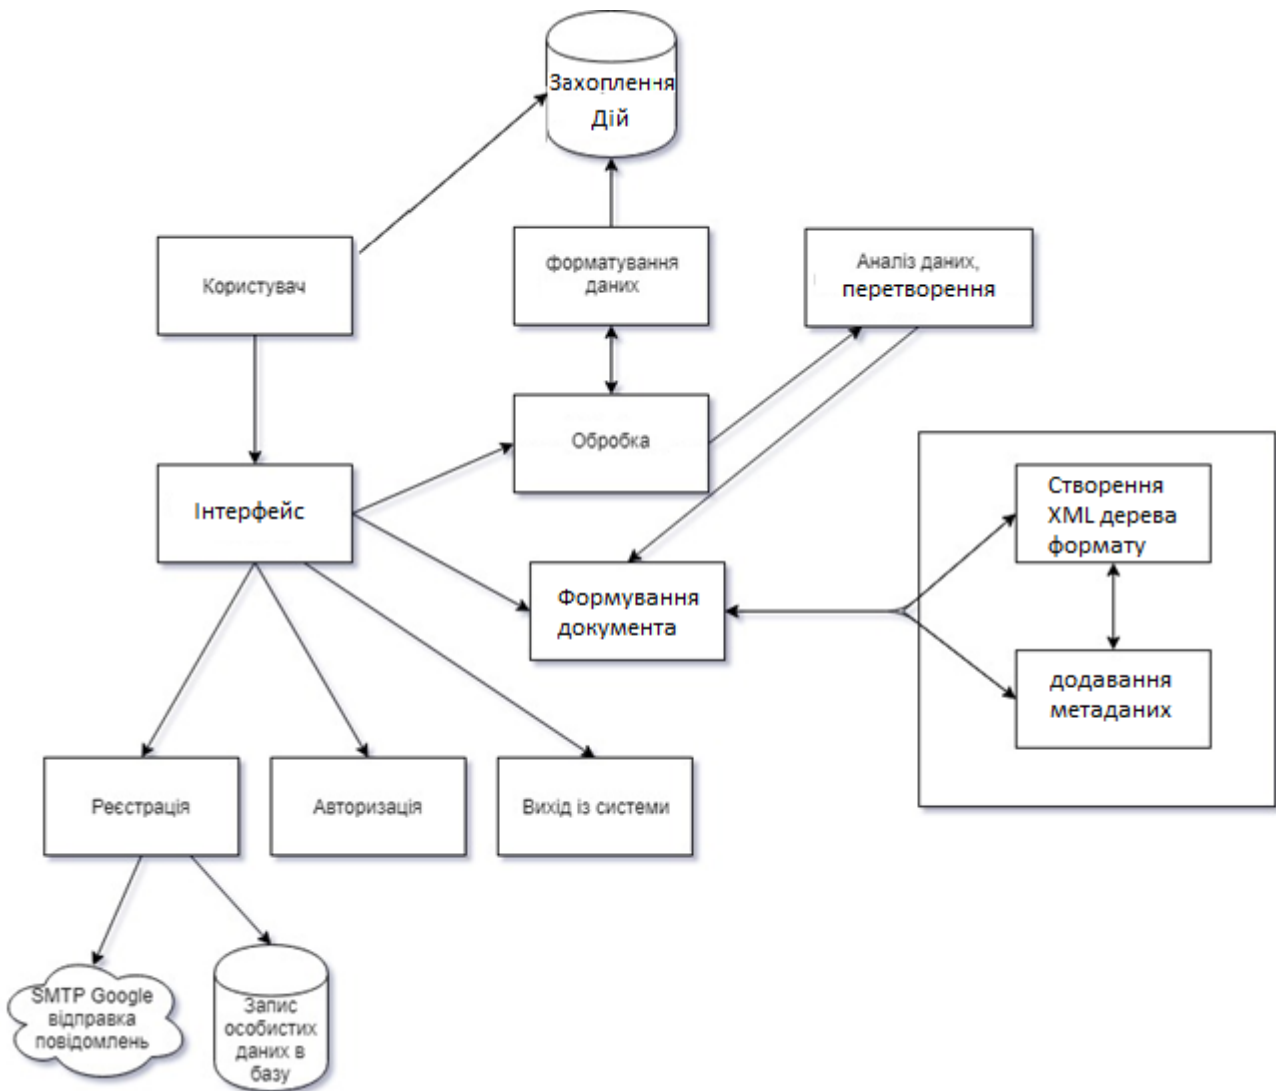 Захоплення
Дій
Користувач
форматування
даних
Аналіз даних,
перетворення
Обробка
Інтерфейс
Створення
XML дерева
формату
Формування
документа
додавання
метаданих
Реєстрація
Авторизація
Вихід із системи
SMTP Google
відправка
повідомлень
Запис
особистих
даних в
базу